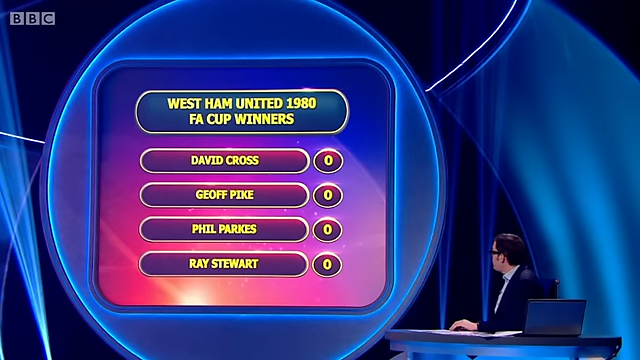 BBC
WEST HAM UNITED 1980
FA CUP WINNERS
DAVID CROSS 0
GEOFF PIKE 0
PHIL PARKES 0
RAY STEWART 0